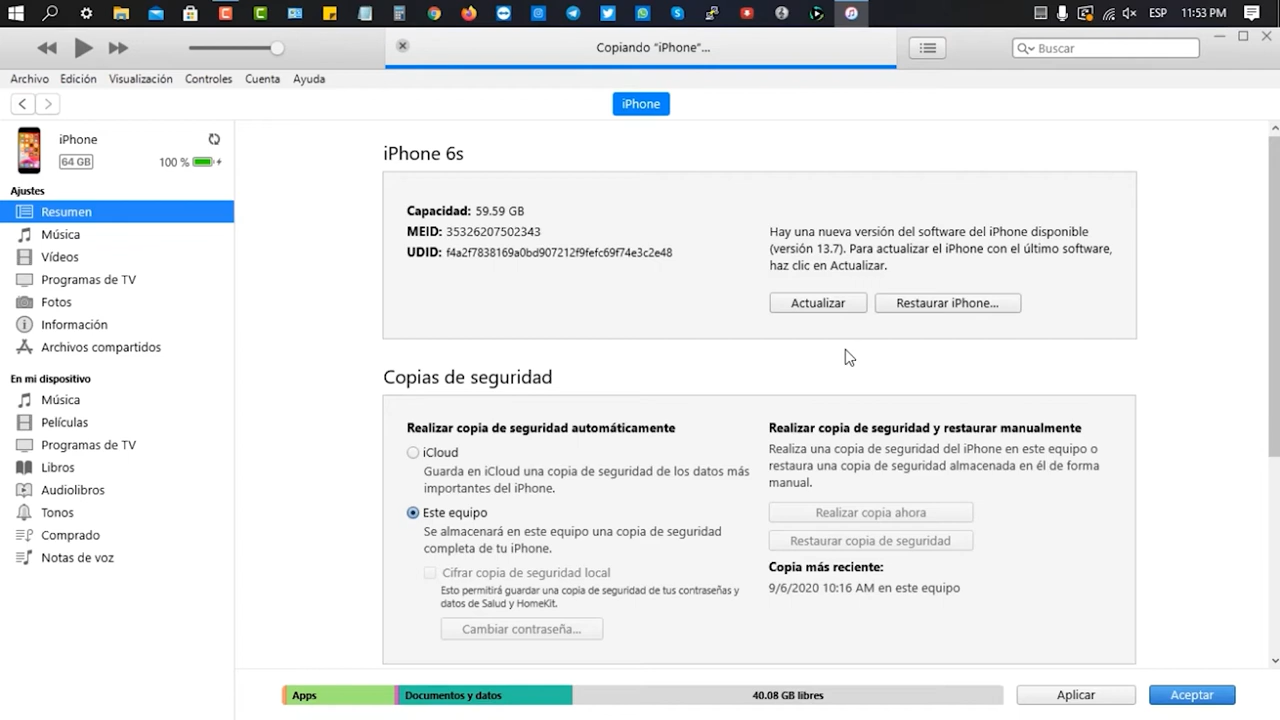 ESP 11:53 PM
Copiando "iPhone"...
Buscar
Archivo Edición Visualización Controles Cuenta Ayuda
iPhone
iPhone
64 GB 100 %
Ajustes
Resumen
Música
Vídeos
Programas de TV
Fotos
Información
Archivos compartidos
En mi dispositivo
Música
Películas
Programas de TV
Libros
Audiolibros
Tonos
Comprado
Notas de voz
iPhone 6s
Capacidad: 59.59 GB
MEID: 35326207502343
UDID: f4a2f7838169a0bd907212f9fefc69f74e3c2e48
Hay una nueva versión del software del iPhone disponible
(versión 13.7). Para actualizar el iPhone con el último software,
haz clic en Actualizar.
Actualizar Restaurar iPhone...
Copias de seguridad
Realizar copia de seguridad automáticamente
iCloud
Guarda en iCloud una copia de seguridad de los datos más
importantes del iPhone.
Este equipo
Se almacenará en este equipo una copia de seguridad
completa de tu iPhone.
Cifrar copia de seguridad local
Esto permitirá guardar una copia de seguridad de tus contraseñas y
datos de Salud y HomeKit.
Cambiar contraseña...
Realizar copia de seguridad y restaurar manualmente
Realiza una copia de seguridad del iPhone en este equipo o
restaura una copia de seguridad almacenada en él de forma
manual.
Realizar copia ahora
Restaurar copia de seguridad
Copia más reciente:
9/6/2020 10:16 AM en este equipo
Apps Documentos y datos 40.08 GB libres Aplicar Aceptar